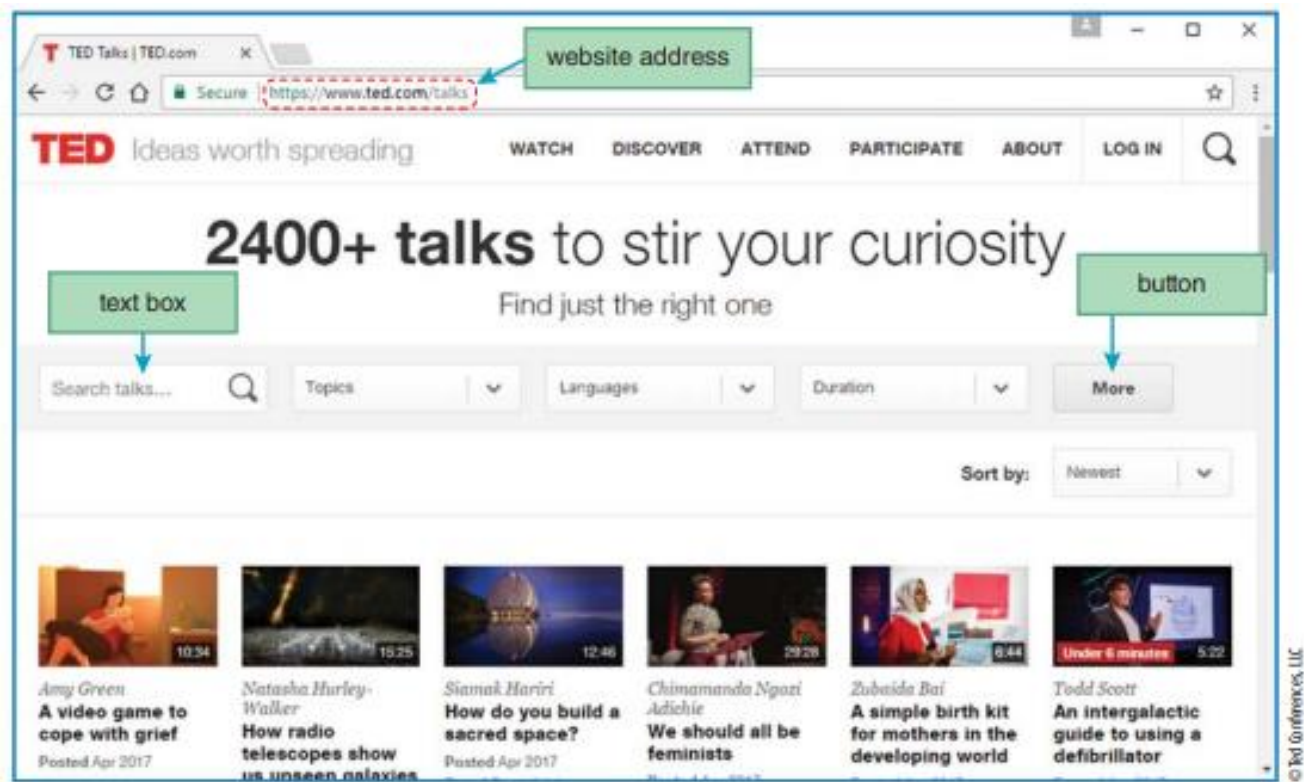 TED Talks | TED.com
website address
Secure
https://www.ted.com/talks
TED Ideas worth spreading
WATCH DISCOVER ATTEND PARTICIPATE ABOUT LOG IN
2400+ talks to stir your curiosity
text box
Find just the right one
button
Search talks...
Topics
Languages
Duration
More
Sort by:
Newest
10:34
15:25
12:46
29:28
6:44
Under 6 minutes 5:22
Amy Green
A video game to
cope with grief
Posted Apr 2017
Natasha Hurley-
Walker
How radio
telescopes show
us unseen galaxies
Siamak Hariri
How do you build a
sacred space?
Posted Apr 2017
Chimamanda Ngozi
Adichie
We should all be
feminists
Zubaida Bai
A simple birth kit
for mothers in the
developing world
Todd Scott
An intergalactic
guide to using a
defibrillator
© Ted Conferences, LLC